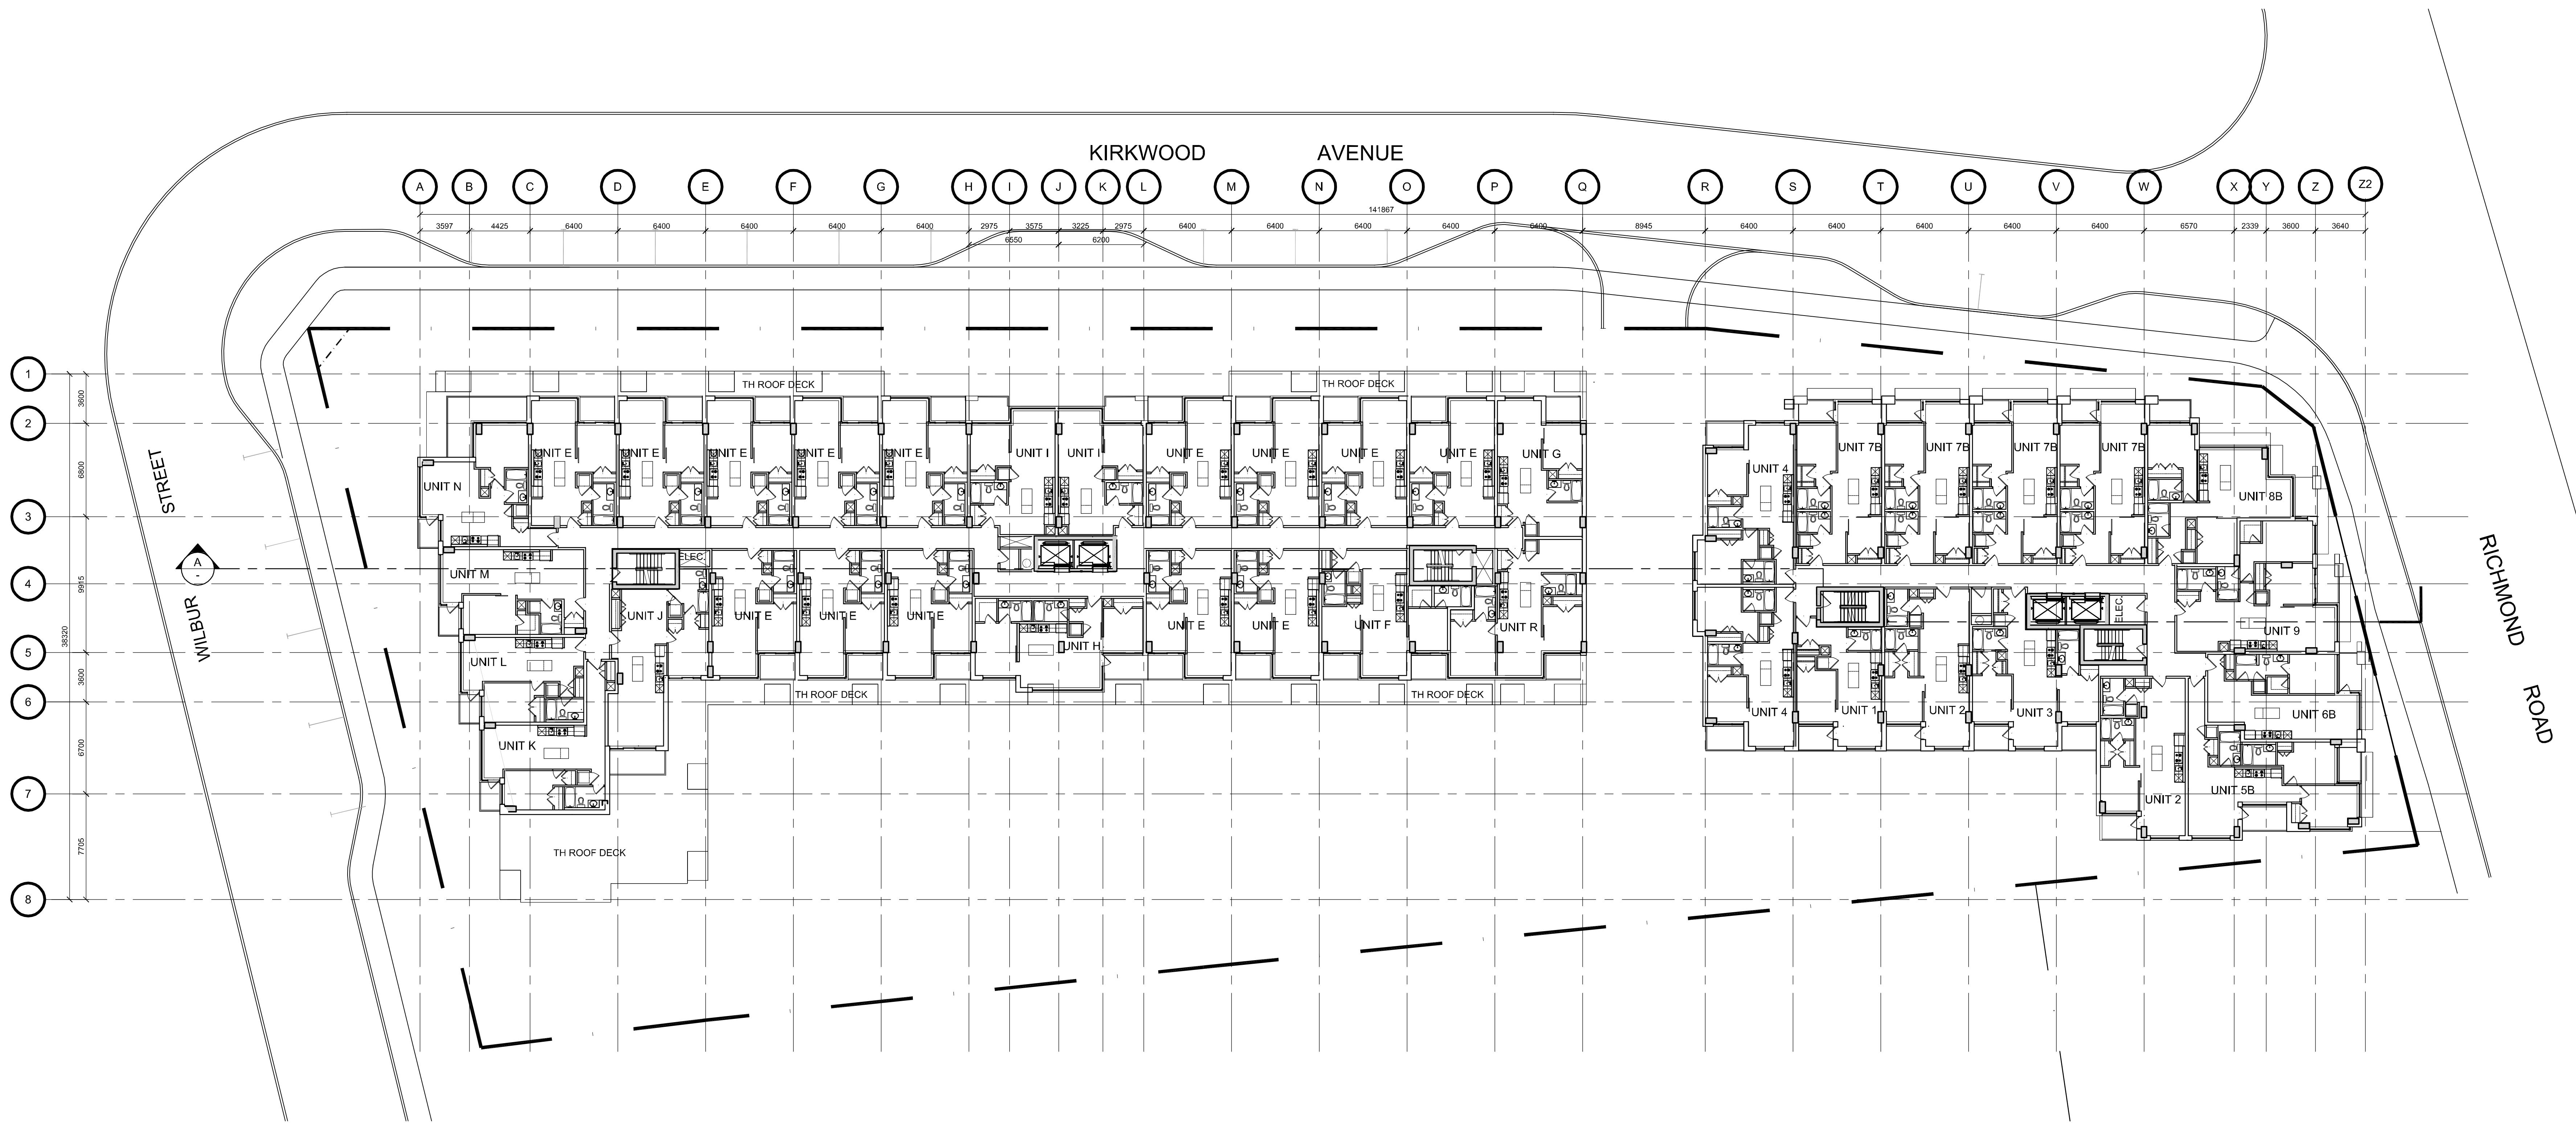 KIRKWOOD AVENUE
A B C D E F G H I J K L M N O P Q R S T U V W X Y Z Z2
141867
3597 4425 6400 6400 6400 6400 6400 2975 3575 3225 2975 6400 6400 6400 6400 6400 8945 6400 6400 6400 6400 6400 6570 2339 3600 3640
6550 6200
1
3600
TH ROOF DECK TH ROOF DECK
2
6800
UNIT E UNIT E UNIT E UNIT E UNIT E UNIT I UNIT I UNIT E UNIT E UNIT E UNIT E UNIT G
UNIT 7B UNIT 7B UNIT 7B UNIT 7B
UNIT 4
UNIT N
UNIT 8B
STREET
3
9915
A
-
ELEC.
UNIT M
4
WILBUR
38320
UNIT J UNIT E UNIT E UNIT E UNIT E UNIT E UNIT F UNIT R
ELEC.
UNIT 9
RICHMOND
5
3600
UNIT H
UNIT L
TH ROOF DECK TH ROOF DECK
6
6700
UNIT 4 UNIT 1 UNIT 2 UNIT 3 UNIT 6B
ROAD
UNIT K
7
7705
UNIT 2 UNIT 5B
TH ROOF DECK
8